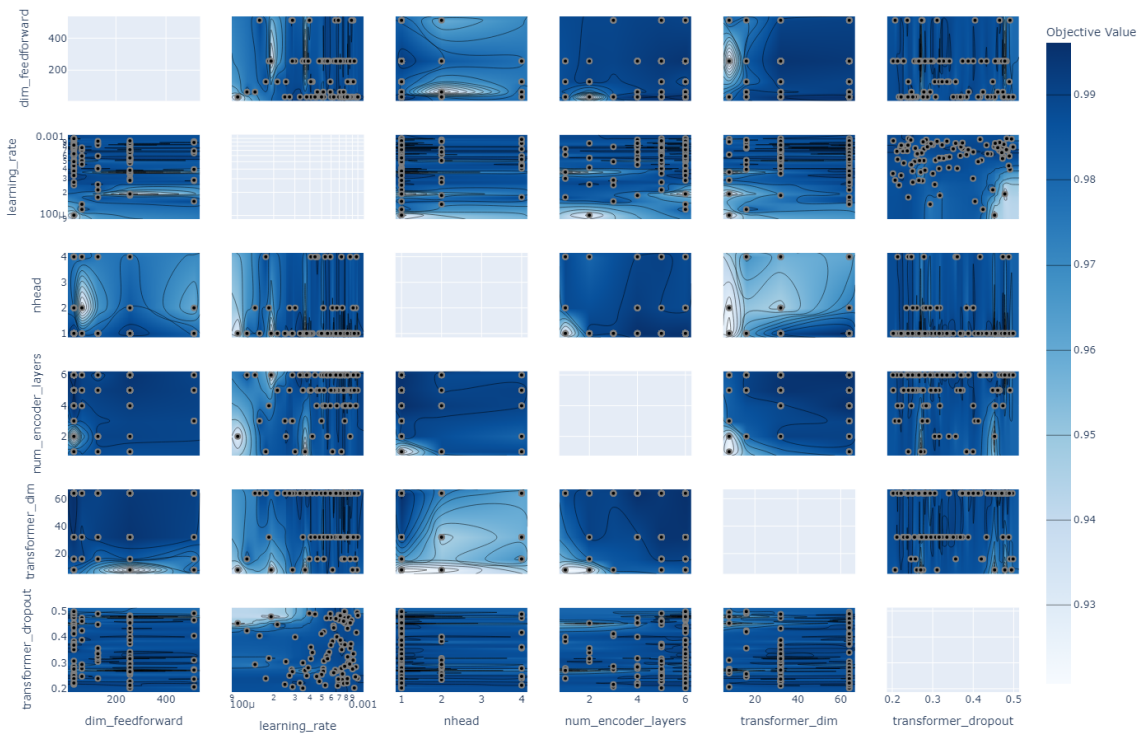 Objective Value
dim_feedforward
400
200
0.99
learning_rate
0.001
100μ
0.98
nhead
4
3
2
1
0.97
0.96
num_encoder_layers
6
4
2
0.95
transformer_dim
60
40
20
0.94
transformer_dropout
0.5
0.4
0.3
0.2
0.93
200 400
9 100μ 2 3 4 5 6 7 8 9 0.001
1 2 3 4
2 4 6
20 40 60
0.2 0.3 0.4 0.5
dim_feedforward
learning_rate
nhead
num_encoder_layers
transformer_dim
transformer_dropout